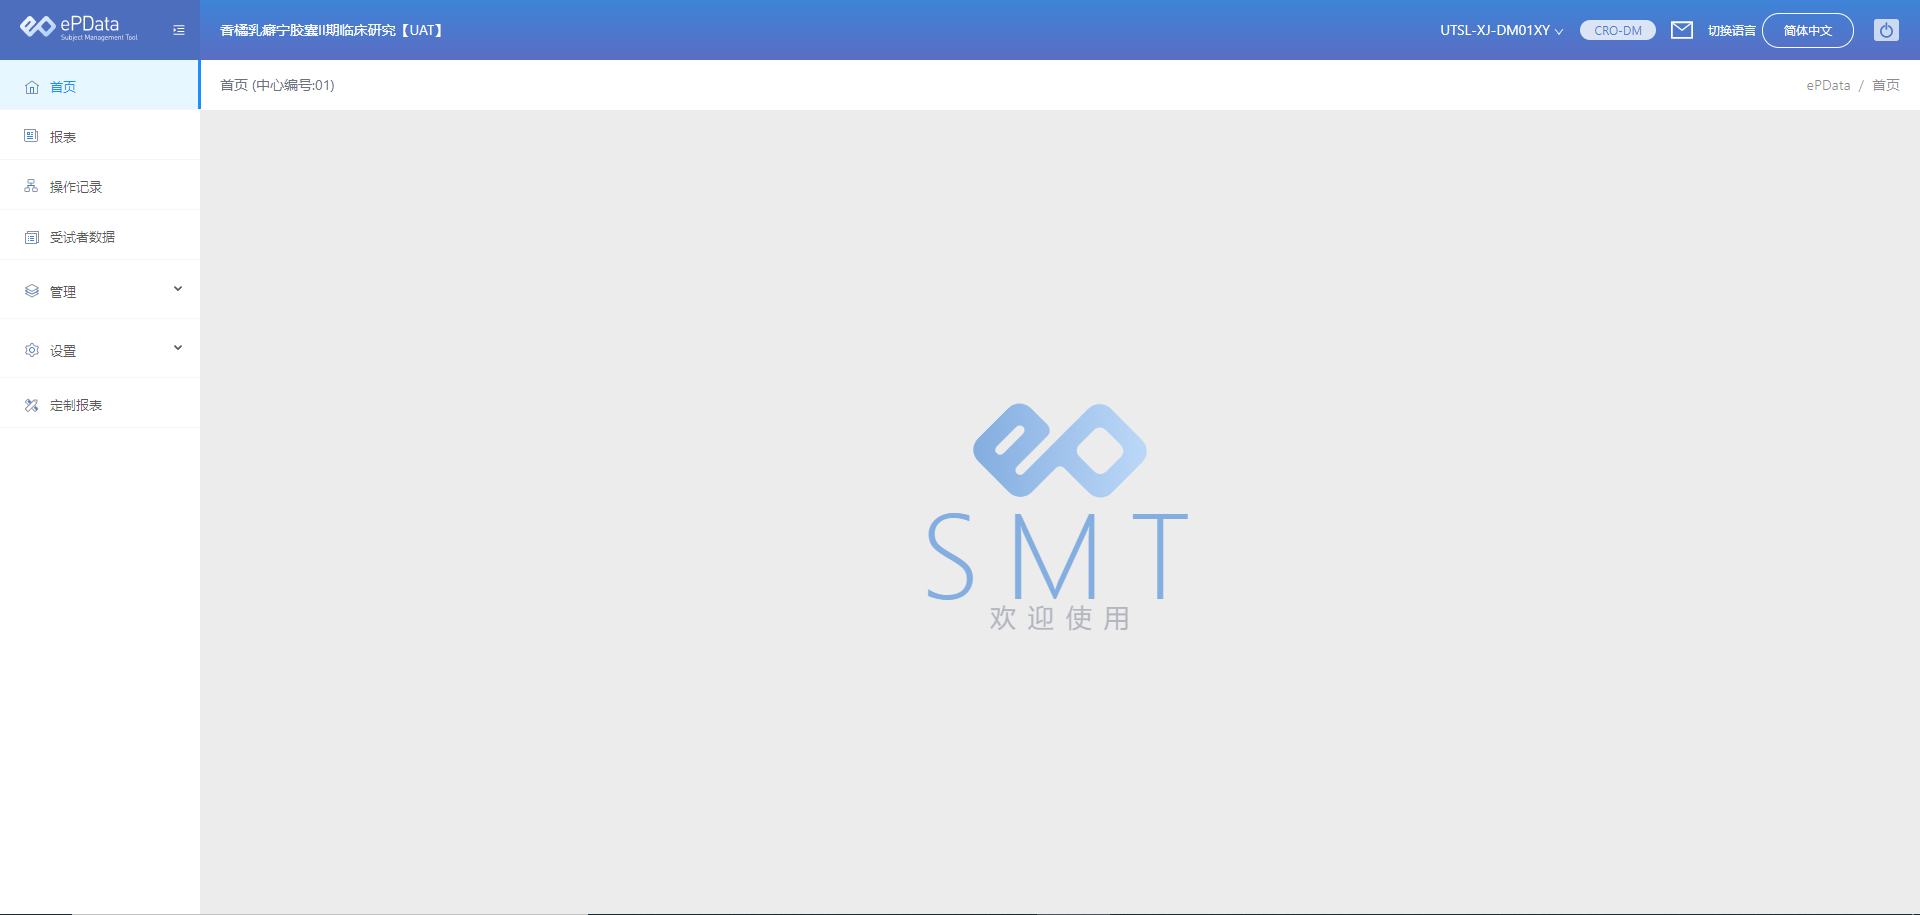 ePData
Subject Management Tool
香橘乳癖宁胶囊II期临床研究【UAT】
UTSL-XJ-DM01XY
CRO-DM
切换语言
简体中文
首页
首页 (中心编号:01)
ePData / 首页
报表
操作记录
受试者数据
管理
设置
定制报表
SMT
欢迎使用